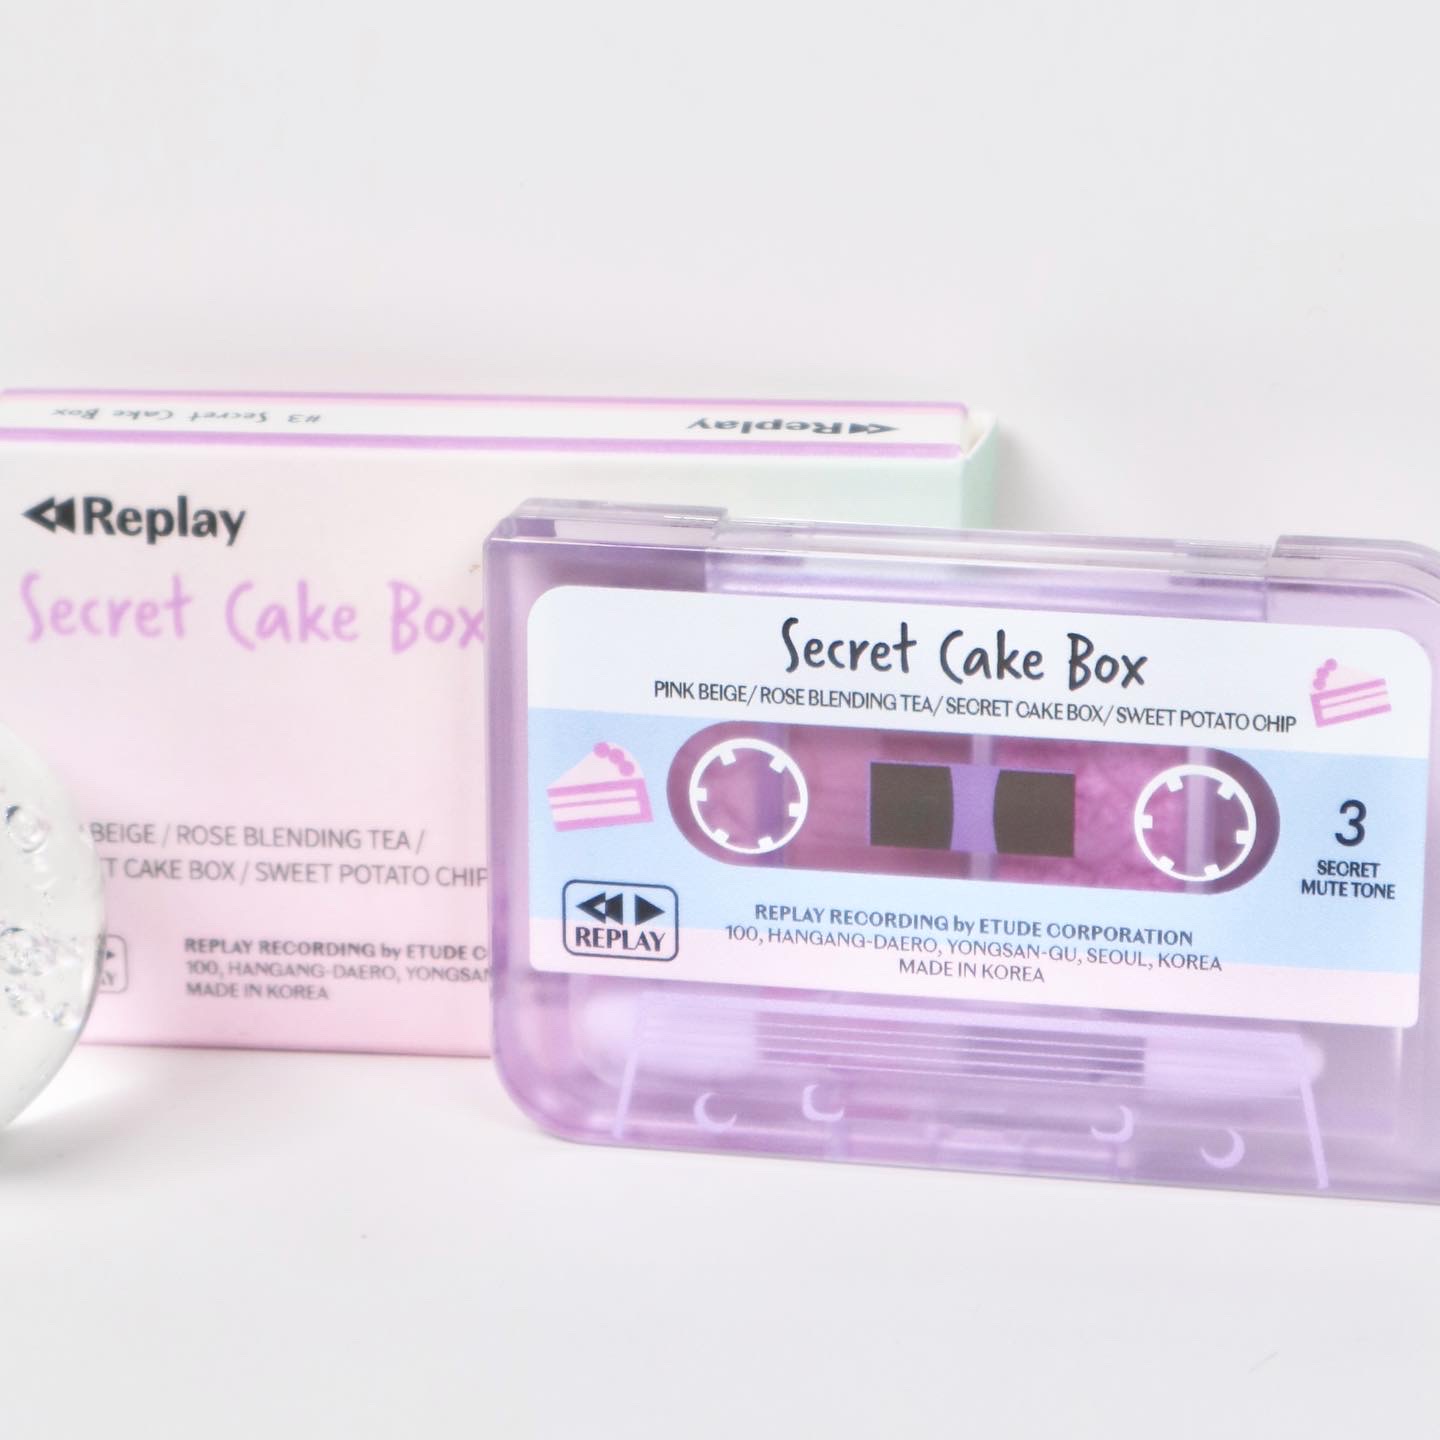 #3 Secret Cake Box
Replay
Replay
Secret Cake Box
BEIGE / ROSE BLENDING TEA /
T CAKE BOX / SWEET POTATO CHIP
REPLAY RECORDING by ETUDE C
100, HANGANG-DAERO, YONGSAN
MADE IN KOREA
Secret Cake Box
PINK BEIGE/ ROSE BLENDING TEA/ SECRET CAKE BOX/ SWEET POTATO CHIP
3
SECRET
MUTE TONE
REPLAY
REPLAY RECORDING by ETUDE CORPORATION
100, HANGANG-DAERO, YONGSAN-GU, SEOUL, KOREA
MADE IN KOREA